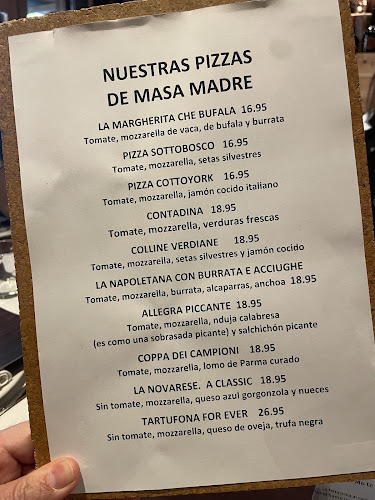 NUESTRAS PIZZAS
DE MASA MADRE
LA MARGHERITA CHE BUFALA 16.95
Tomate, mozzarella de vaca, de bufala y burrata
PIZZA SOTTOBOSCO 16.95
Tomate, mozzarella, setas silvestres
PIZZA COTTOYORK 16.95
Tomate, mozzarella, jamón cocido italiano
CONTADINA 18.95
Tomate, mozzarella, verduras frescas
COLLINE VERDIANE 18.95
Tomate, mozzarella, setas silvestres y jamón cocido
LA NAPOLETANA CON BURRATA E ACCIUGHE
Tomate, mozzarella, burrata, alcaparras, anchoa 18.95
ALLEGRA PICCANTE 18.95
Tomate, mozzarella, nduja calabresa
(es como una sobrasada picante) y salchichón picante
COPPA DEI CAMPIONI 18.95
Tomate, mozzarella, lomo de Parma curado
LA NOVARESE. A CLASSIC 18.95
Sin tomate, mozzarella, queso azul gorgonzola y nueces
TARTUFONA FOR EVER 26.95
Sin tomate, mozzarella, queso de oveja, trufa negra